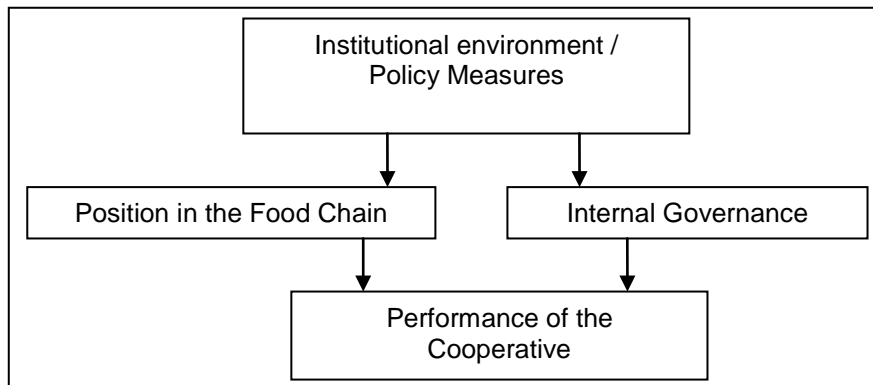 Institutional environment /
Policy Measures
Position in the Food Chain
Internal Governance
Performance of the
Cooperative